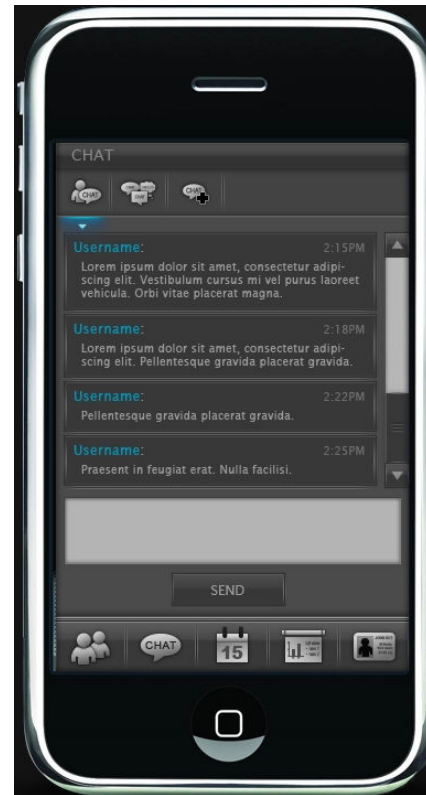 CHAT
CHAT
CHAT
CHAT
Username:
2:15PM
Lorem ipsum dolor sit amet, consectetur adipi-
scing elit. Vestibulum cursus mi vel purus laoreet
vehicula. Orbi vitae placerat magna.
Username:
2:18PM
Lorem ipsum dolor sit amet, consectetur adipi-
scing elit. Pellentesque gravida placerat gravida.
Username:
2:22PM
Pellentesque gravida placerat gravida.
Username:
2:25PM
Praesent in feugiat erat. Nulla facilisi.
SEND
CHAT
15